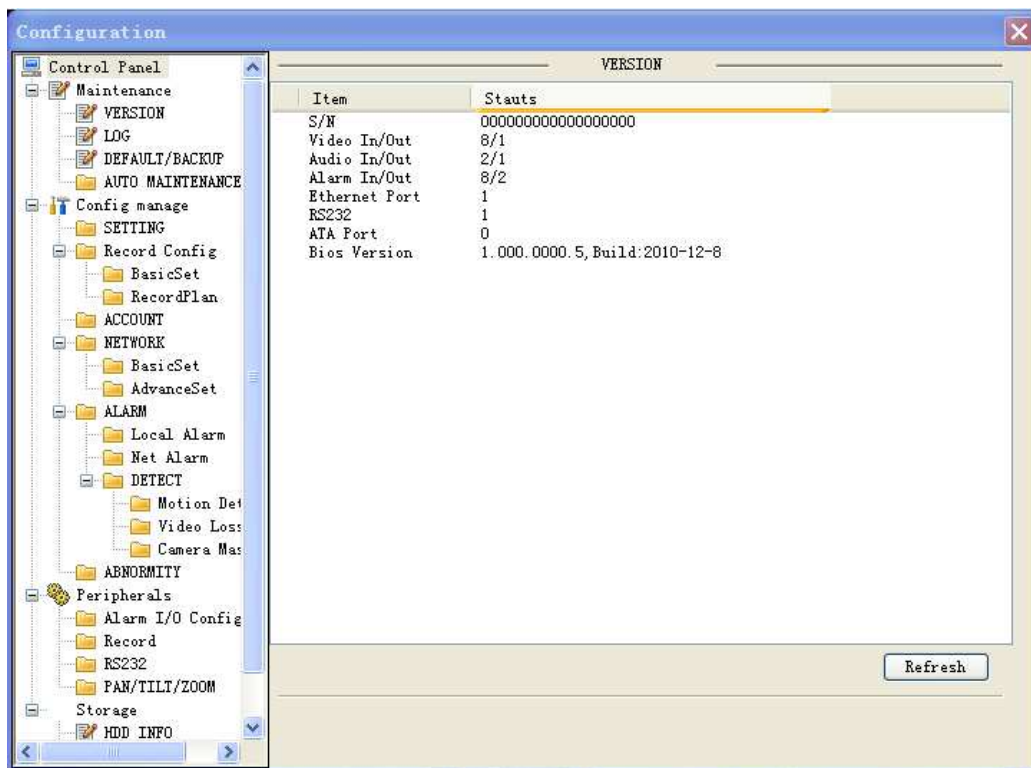 Configuration
Control Panel
Maintenance
VERSION
LOG
DEFAULT/BACKUP
AUTO MAINTENANCE
Config manage
SETTING
Record Config
BasicSet
RecordPlan
ACCOUNT
NETWORK
BasicSet
AdvanceSet
ALARM
Local Alarm
Net Alarm
DETECT
Motion Det
Video Loss
Camera Mas
ABNORMITY
Peripherals
Alarm I/O Config
Record
RS232
PAN/TILT/ZOOM
Storage
HDD INFO
VERSION
Item Stauts
S/N 000000000000000000
Video In/Out 8/1
Audio In/Out 2/1
Alarm In/Out 8/2
Ethernet Port 1
RS232 1
ATA Port 0
Bios Version 1.000.0000.5, Build:2010-12-8
Refresh